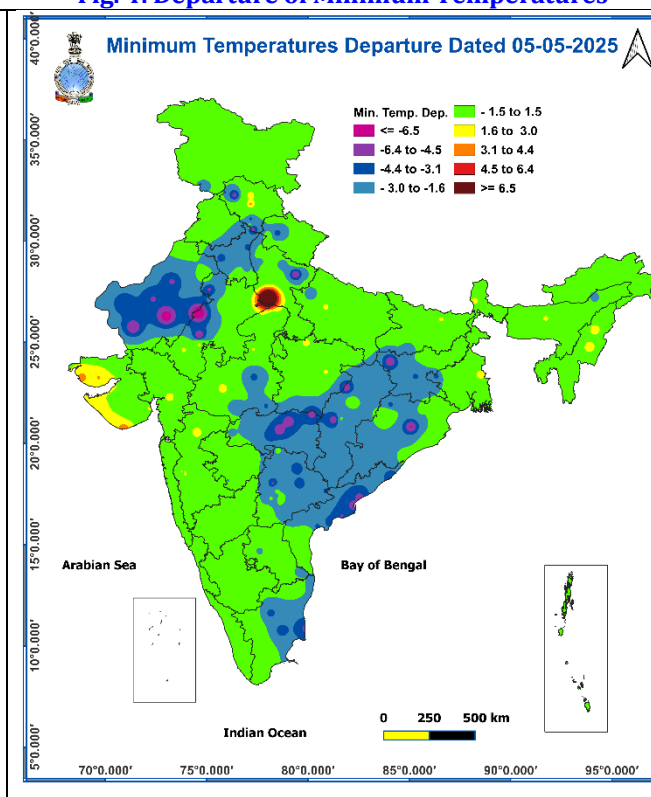 Fig. 4. Departure of Minimum Temperatures
Minimum Temperatures Departure Dated 05-05-2025
Min. Temp. Dep.
<= -6.5
-6.4 to -4.5
-4.4 to -3.1
- 3.0 to -1.6
- 1.5 to 1.5
1.6 to 3.0
3.1 to 4.4
4.5 to 6.4
>= 6.5
40°0.000'
35°0.000'
30°0.000'
25°0.000'
20°0.000'
15°0.000'
10°0.000'
5°0.000'
Arabian Sea
Bay of Bengal
Indian Ocean
0 250 500 km
70°0.000' 75°0.000' 80°0.000' 85°0.000' 90°0.000' 95°0.000'